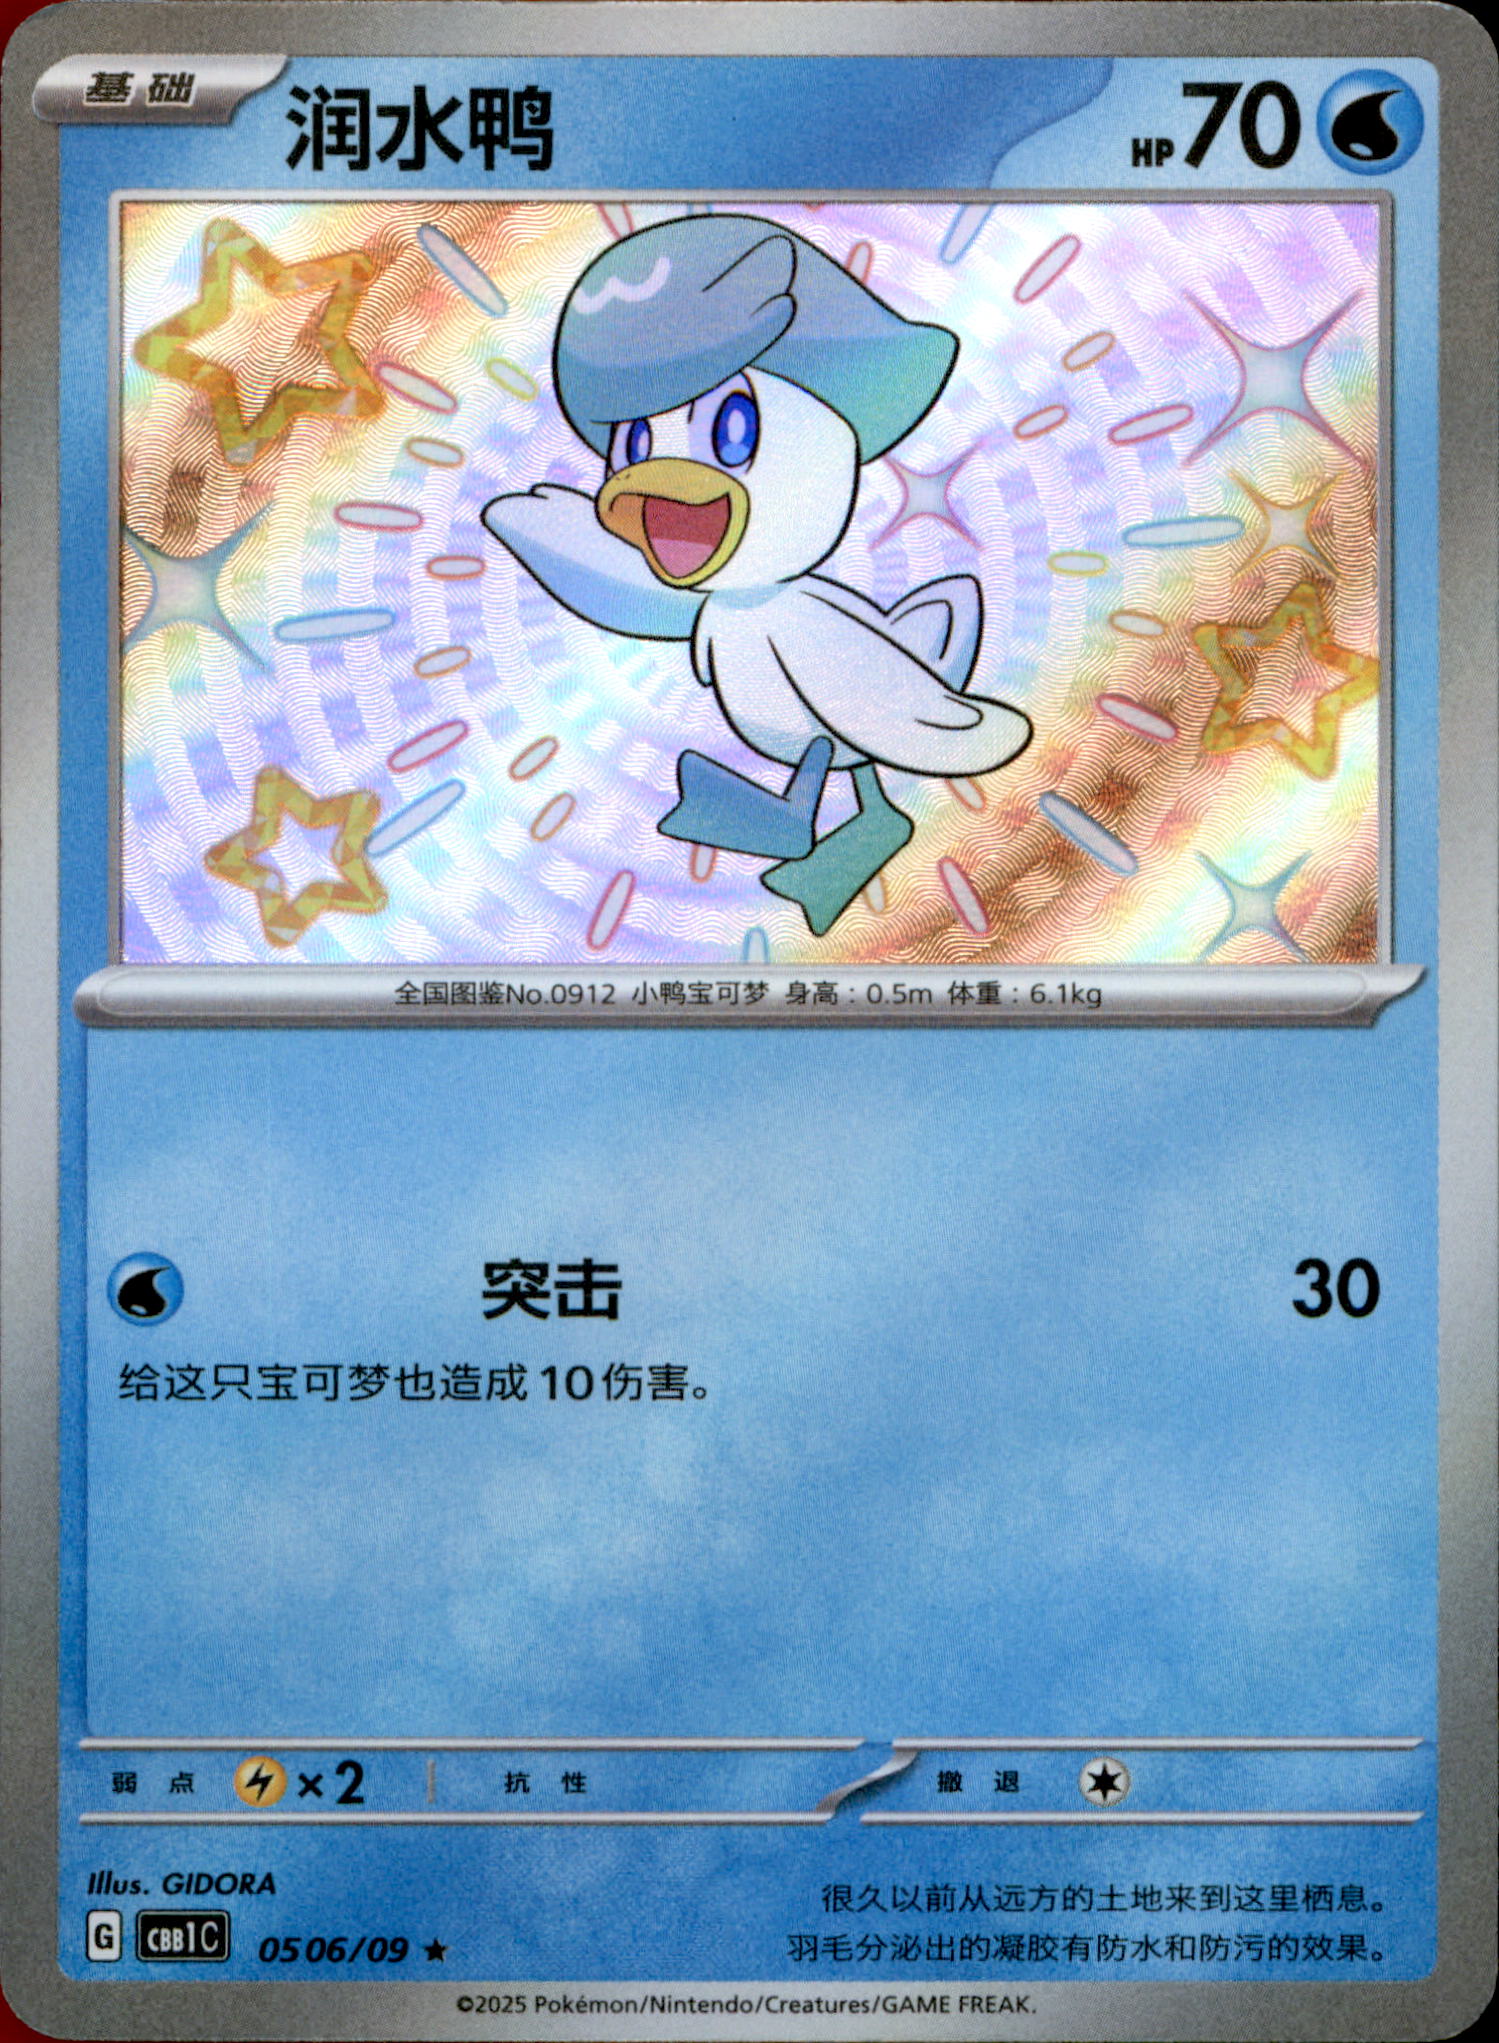 基础
润水鸭
HP 70
全国图鉴No.0912 小鸭宝可梦 身高：0.5m 体重：6.1kg
突击 30
给这只宝可梦也造成10伤害。
弱点 ×2 抗性 撤退
Illus. GIDORA
很久以前从远方的土地来到这里栖息。
羽毛分泌出的凝胶有防水和防污的效果。
G CBB1C 0506/09 ★
©2025 Pokémon/Nintendo/Creatures/GAME FREAK.